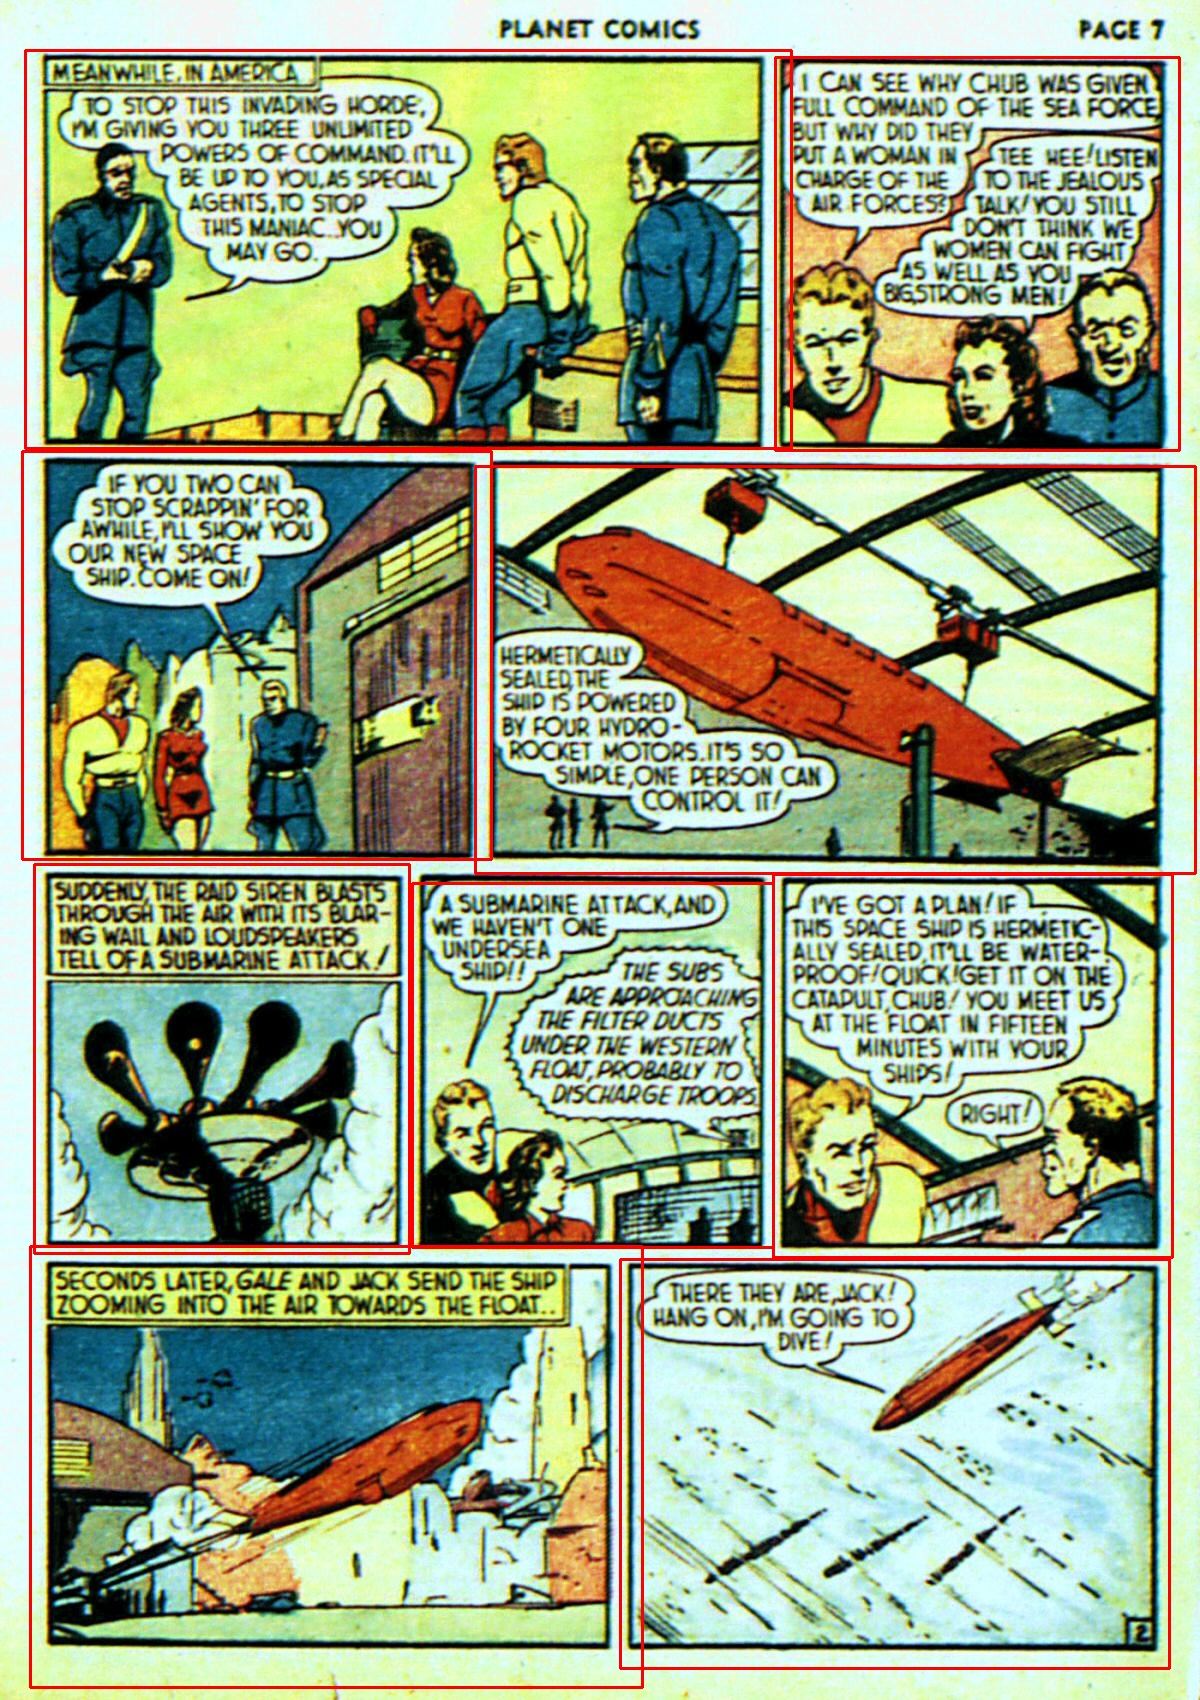 PLANET COMICS
PAGE 7
MEANWHILE, IN AMERICA
TO STOP THIS INVADING HORDE,
I'M GIVING YOU THREE UNLIMITED
POWERS OF COMMAND. IT'LL
BE UP TO YOU, AS SPECIAL
AGENTS, TO STOP
THIS MANIAC...YOU
MAY GO.
I CAN SEE WHY CHUB WAS GIVEN
FULL COMMAND OF THE SEA FORCE,
BUT WHY DID THEY
PUT A WOMAN IN
CHARGE OF THE
AIR FORCES?
TEE HEE! LISTEN
TO THE JEALOUS
TALK! YOU STILL
DON'T THINK WE
WOMEN CAN FIGHT
AS WELL AS YOU
BIG, STRONG MEN!
IF YOU TWO CAN
STOP SCRAPPIN' FOR
AWHILE, I'LL SHOW YOU
OUR NEW SPACE
SHIP. COME ON!
HERMETICALLY
SEALED, THE
SHIP IS POWERED
BY FOUR HYDRO-
ROCKET MOTORS. IT'S SO
SIMPLE, ONE PERSON CAN
CONTROL IT!
SUDDENLY, THE RAID SIREN BLASTS
THROUGH THE AIR WITH ITS BLAR-
ING WAIL AND LOUDSPEAKERS
TELL OF A SUBMARINE ATTACK!
A SUBMARINE ATTACK, AND
WE HAVEN'T ONE
UNDERSEA
SHIP!!
THE SUBS
ARE APPROACHING
THE FILTER DUCTS
UNDER THE WESTERN
FLOAT, PROBABLY TO
DISCHARGE TROOPS.
I'VE GOT A PLAN! IF
THIS SPACE SHIP IS HERMETIC-
ALLY SEALED, IT'LL BE WATER-
PROOF! QUICK! GET IT ON THE
CATAPULT, CHUB! YOU MEET US
AT THE FLOAT IN FIFTEEN
MINUTES WITH YOUR
SHIPS!
RIGHT!
SECONDS LATER, GALE AND JACK SEND THE SHIP
ZOOMING INTO THE AIR TOWARDS THE FLOAT..
THERE THEY ARE, JACK!
HANG ON, I'M GOING TO
DIVE!
2